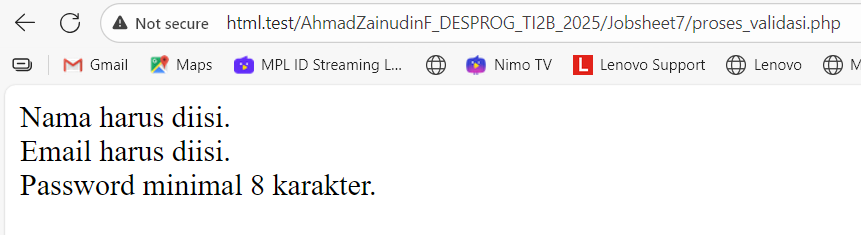 Not secure html.test/AhmadZainudinF_DESPROG_TI2B_2025/Jobsheet7/proses_validasi.php
Gmail Maps MPL ID Streaming L... Nimo TV Lenovo Support Lenovo M
Nama harus diisi.
Email harus diisi.
Password minimal 8 karakter.